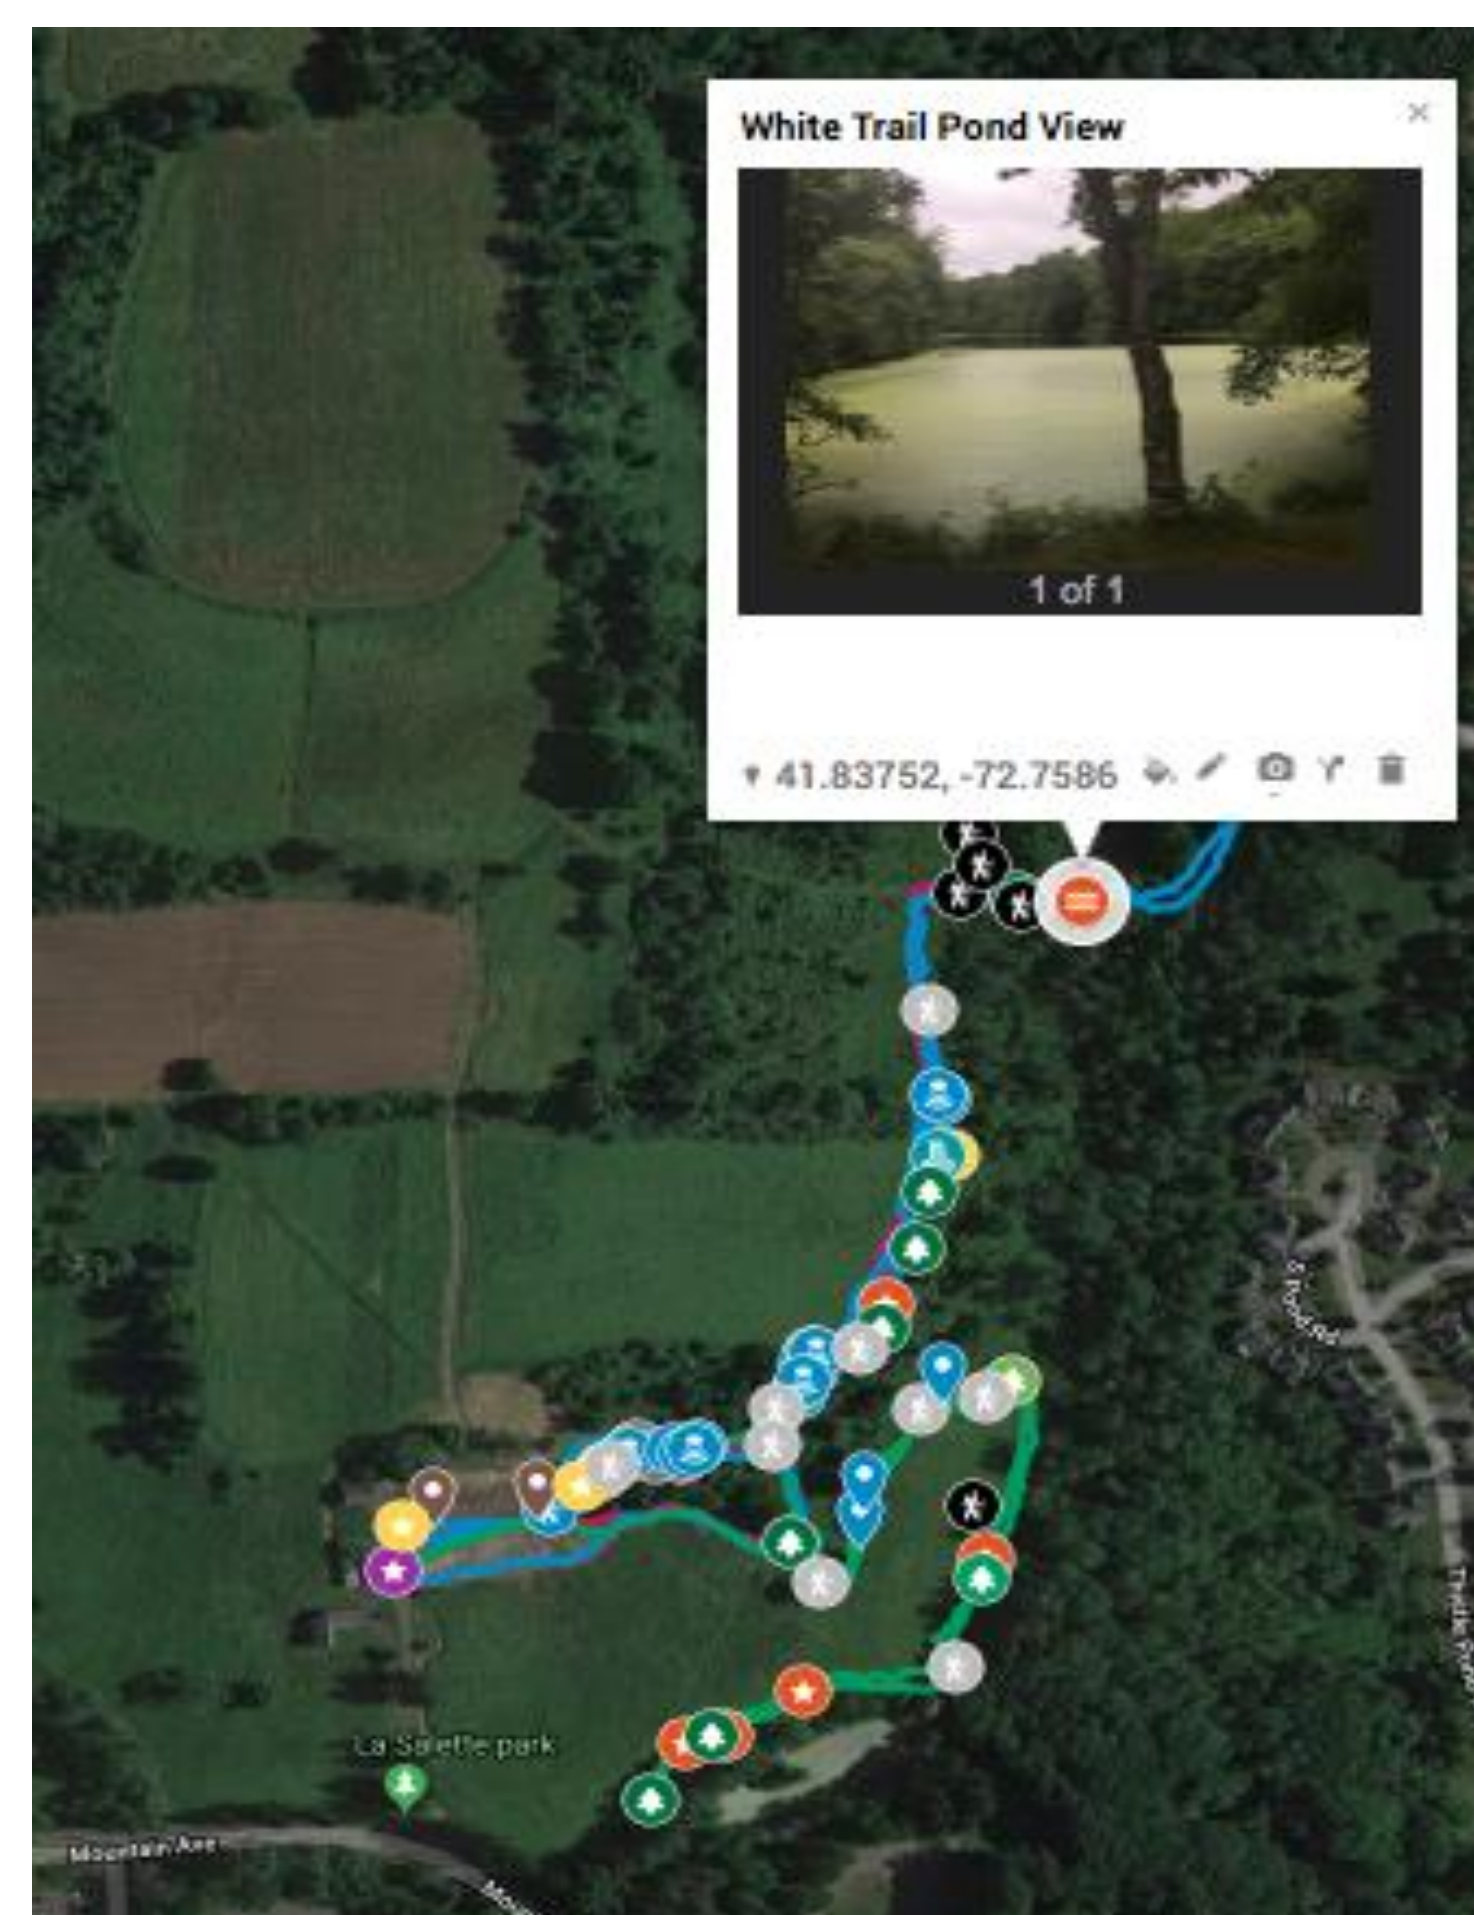 White Trail Pond View
1 of 1
41.83752, -72.7586
La Salette park
Mountain Ave